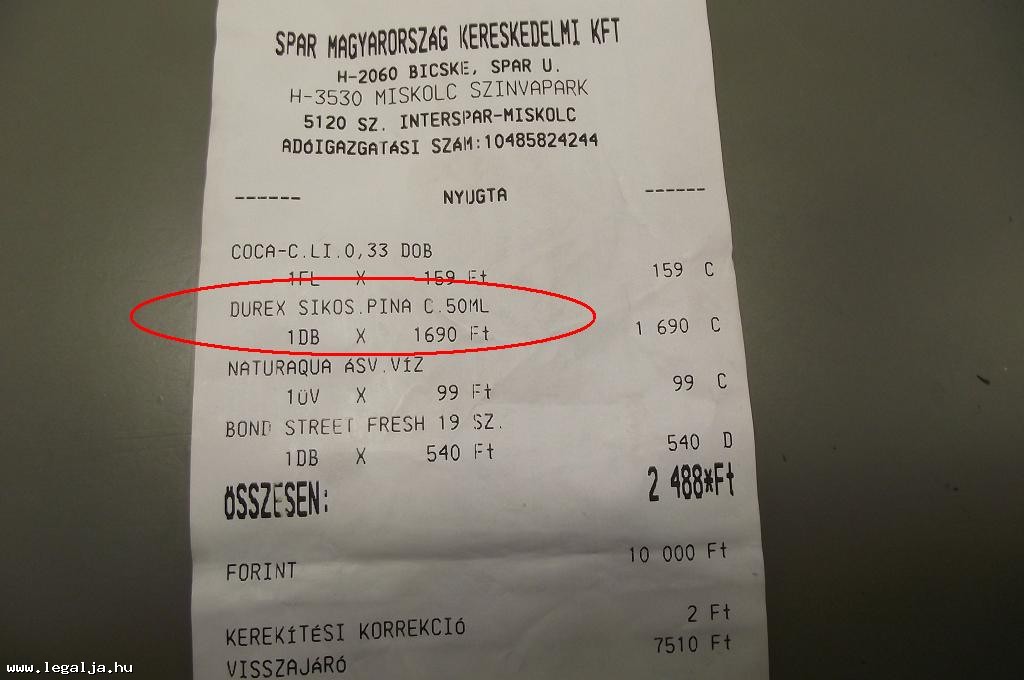 SPAR MAGYARORSZÁG KERESKEDELMI KFT
H-2060 BICSKE, SPAR U.
H-3530 MISKOLC SZINVAPARK
5120 SZ. INTERSPAR-MISKOLC
ADÓIGAZGATÁSI SZÁM:10485824244
------ NYUGTA ------
COCA-C.LI.0,33 DOB
1FL X 159 Ft 159 C
DUREX SIKOS.PINA C.50ML
1DB X 1690 Ft 1 690 C
NATURAQUA ÁSV.VÍZ
1ÜV X 99 Ft 99 C
BOND STREET FRESH 19 SZ.
1DB X 540 Ft 540 D
ÖSSZESEN: 2 488*Ft
FORINT 10 000 Ft
KEREKÍTÉSI KORREKCIÓ 2 Ft
VISSZAJÁRÓ 7510 Ft
www.legalja.hu